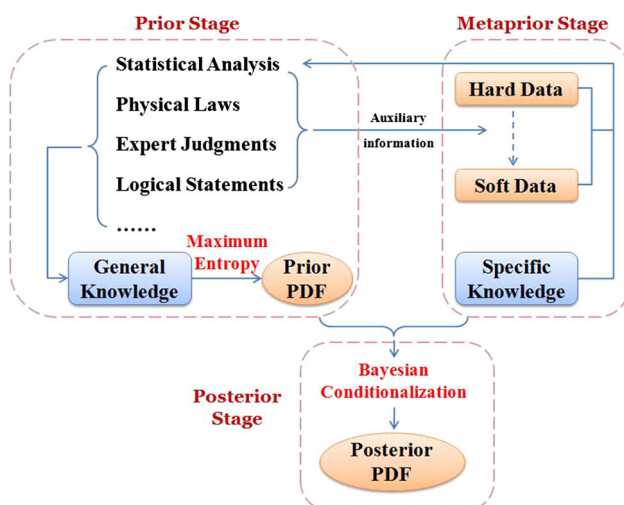 Prior Stage
Statistical Analysis
Physical Laws
Expert Judgments
Logical Statements
......
General
Knowledge
Maximum
Entropy
Prior
PDF
Auxiliary
information
Metaprior Stage
Hard Data
Soft Data
Specific
Knowledge
Posterior
Stage
Bayesian
Conditionalization
Posterior
PDF